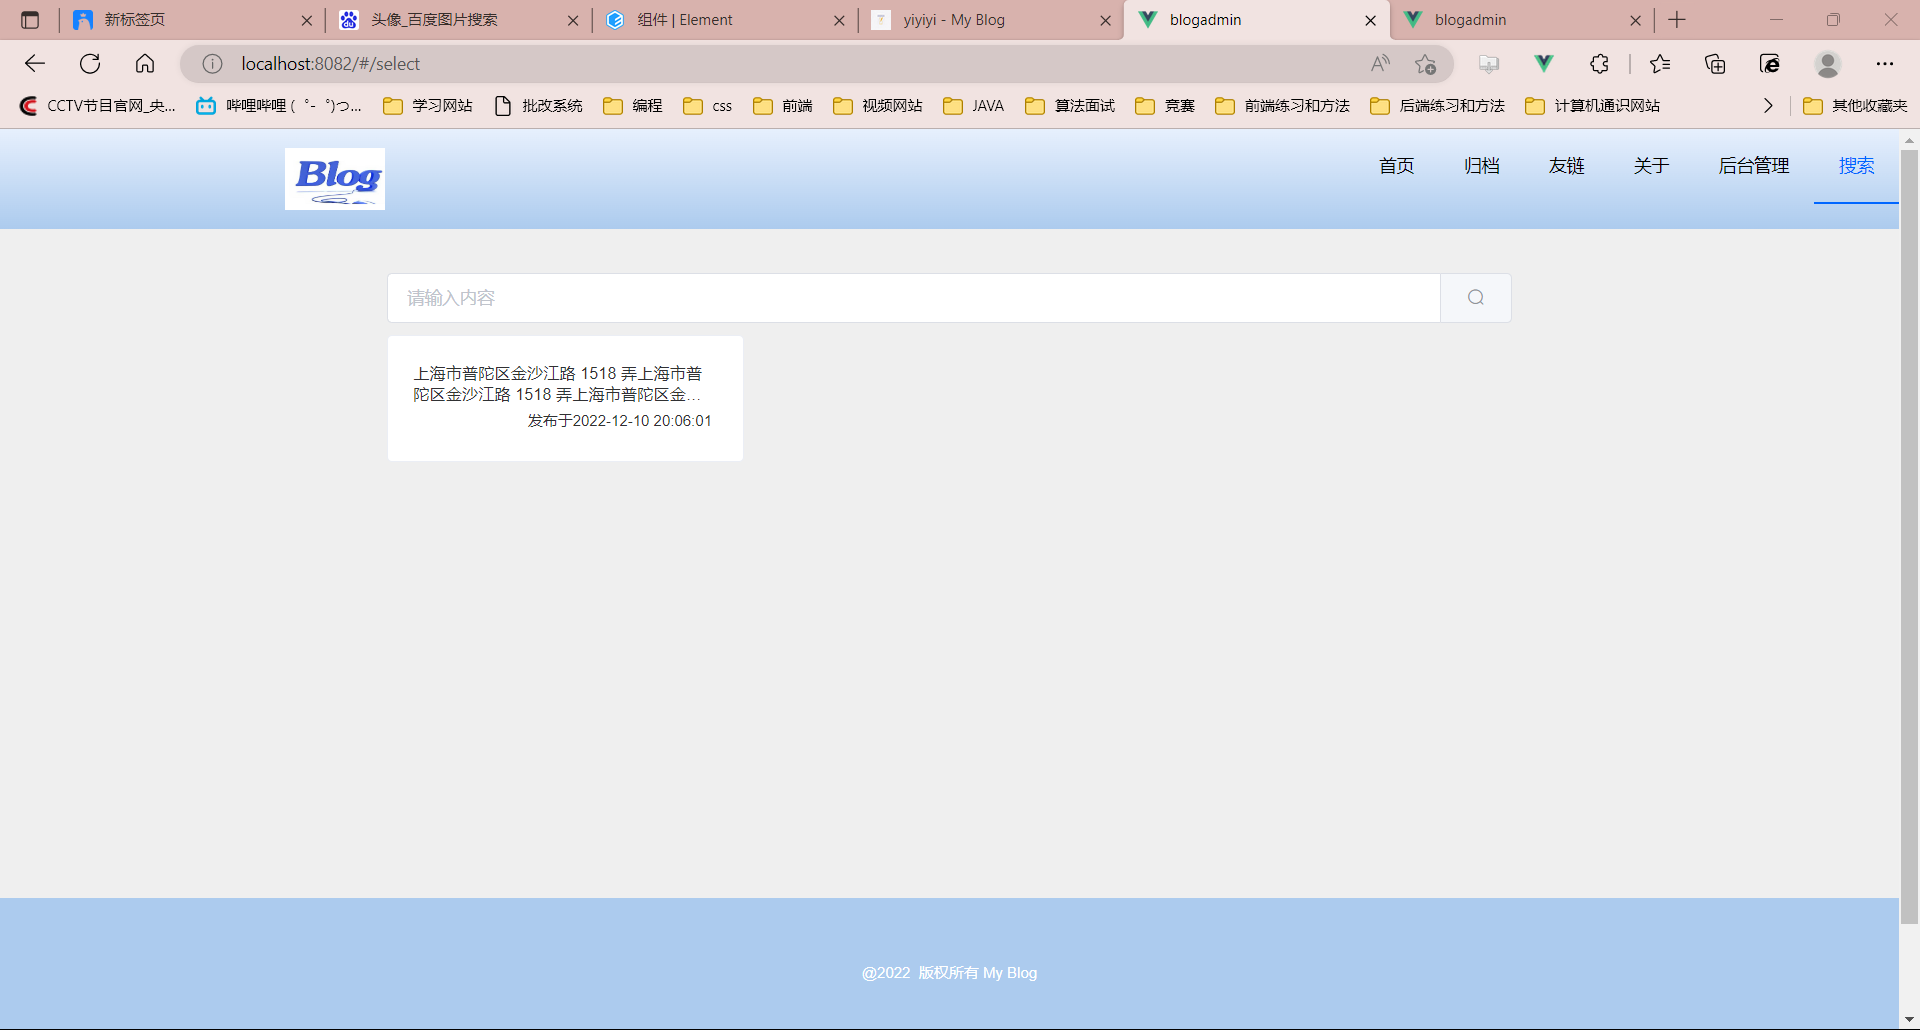 新标签页
头像_百度图片搜索
组件 | Element
yiyiyi - My Blog
blogadmin
blogadmin
localhost:8082/#/select
CCTV节目官网_央...
哔哩哔哩 (゜-゜)つ...
学习网站
批改系统
编程
css
前端
视频网站
JAVA
算法面试
竞赛
前端练习和方法
后端练习和方法
计算机通识网站
其他收藏夹
Blog
首页
归档
友链
关于
后台管理
搜索
请输入内容
上海市普陀区金沙江路 1518 弄上海市普
陀区金沙江路 1518 弄上海市普陀区金...
发布于2022-12-10 20:06:01
@2022 版权所有 My Blog